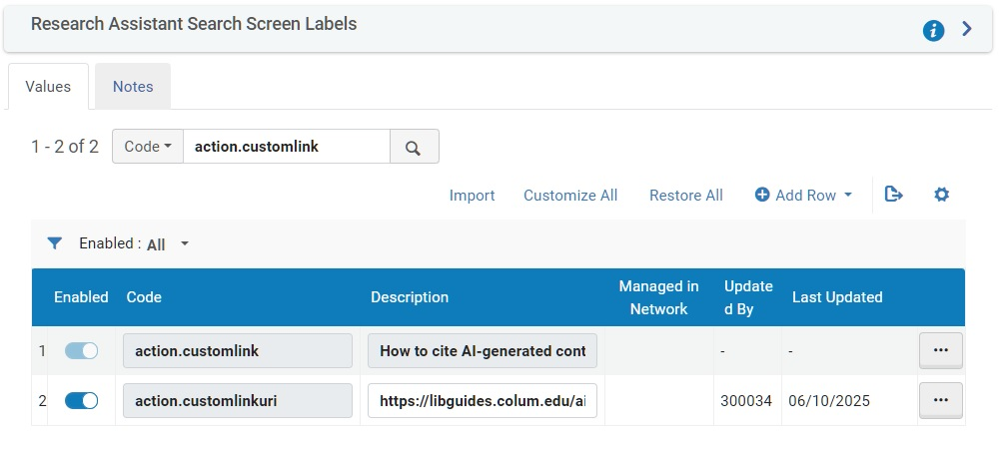 Research Assistant Search Screen Labels
Values
Notes
1 - 2 of 2
Code
action.customlink
Import
Customize All
Restore All
Add Row
Enabled : All
Enabled
Code
Description
Managed in
Network
Update
d By
Last Updated
1
action.customlink
How to cite AI-generated cont
-
-
2
action.customlinkuri
https://libguides.colum.edu/ai
300034
06/10/2025